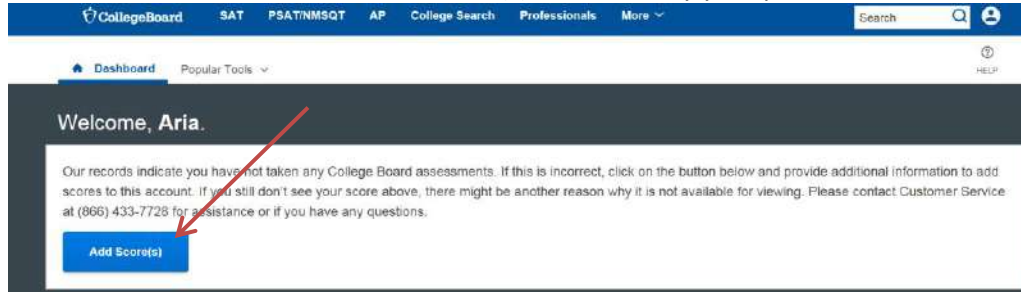 CollegeBoard SAT PSAT/NMSQT AP College Search Professionals More Search
Dashboard Popular Tools HELP
Welcome, Aria.
Our records indicate you have not taken any College Board assessments. If this is incorrect, click on the button below and provide additional information to add
scores to this account. If you still don't see your score above, there might be another reason why it is not available for viewing. Please contact Customer Service
at (866) 433-7728 for assistance or if you have any questions.
Add Score(s)